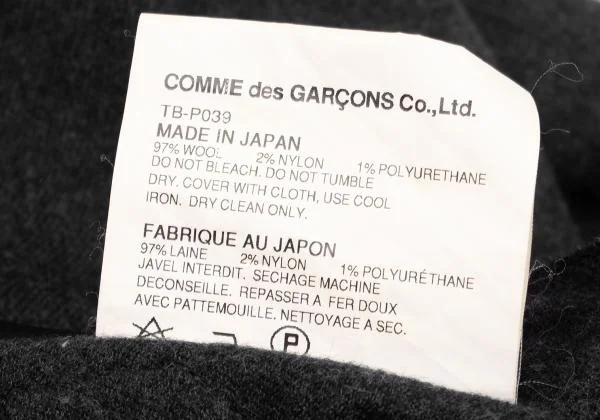 COMME des GARÇONS Co.,Ltd.
TB-P039
MADE IN JAPAN
97% WOOL 2% NYLON 1% POLYURETHANE
DO NOT BLEACH. DO NOT TUMBLE
DRY. COVER WITH CLOTH, USE COOL
IRON. DRY CLEAN ONLY.
FABRIQUE AU JAPON
97% LAINE 2% NYLON 1% POLYURÉTHANE
JAVEL INTERDIT. SECHAGE MACHINE
DECONSEILLE. REPASSER A FER DOUX
AVEC PATTEMOUILLE. NETTOYAGE A SEC.
P